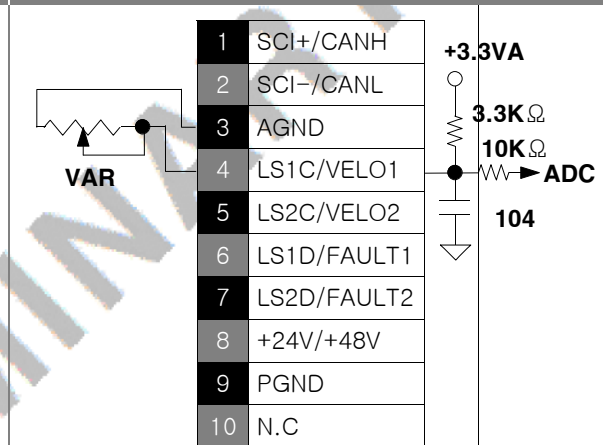 1 SCI+/CANH
2 SCI−/CANL
3 AGND
4 LS1C/VELO1
5 LS2C/VELO2
6 LS1D/FAULT1
7 LS2D/FAULT2
8 +24V/+48V
9 PGND
10 N.C
VAR
+3.3VA
3.3KΩ
10KΩ
ADC
104
MINAR